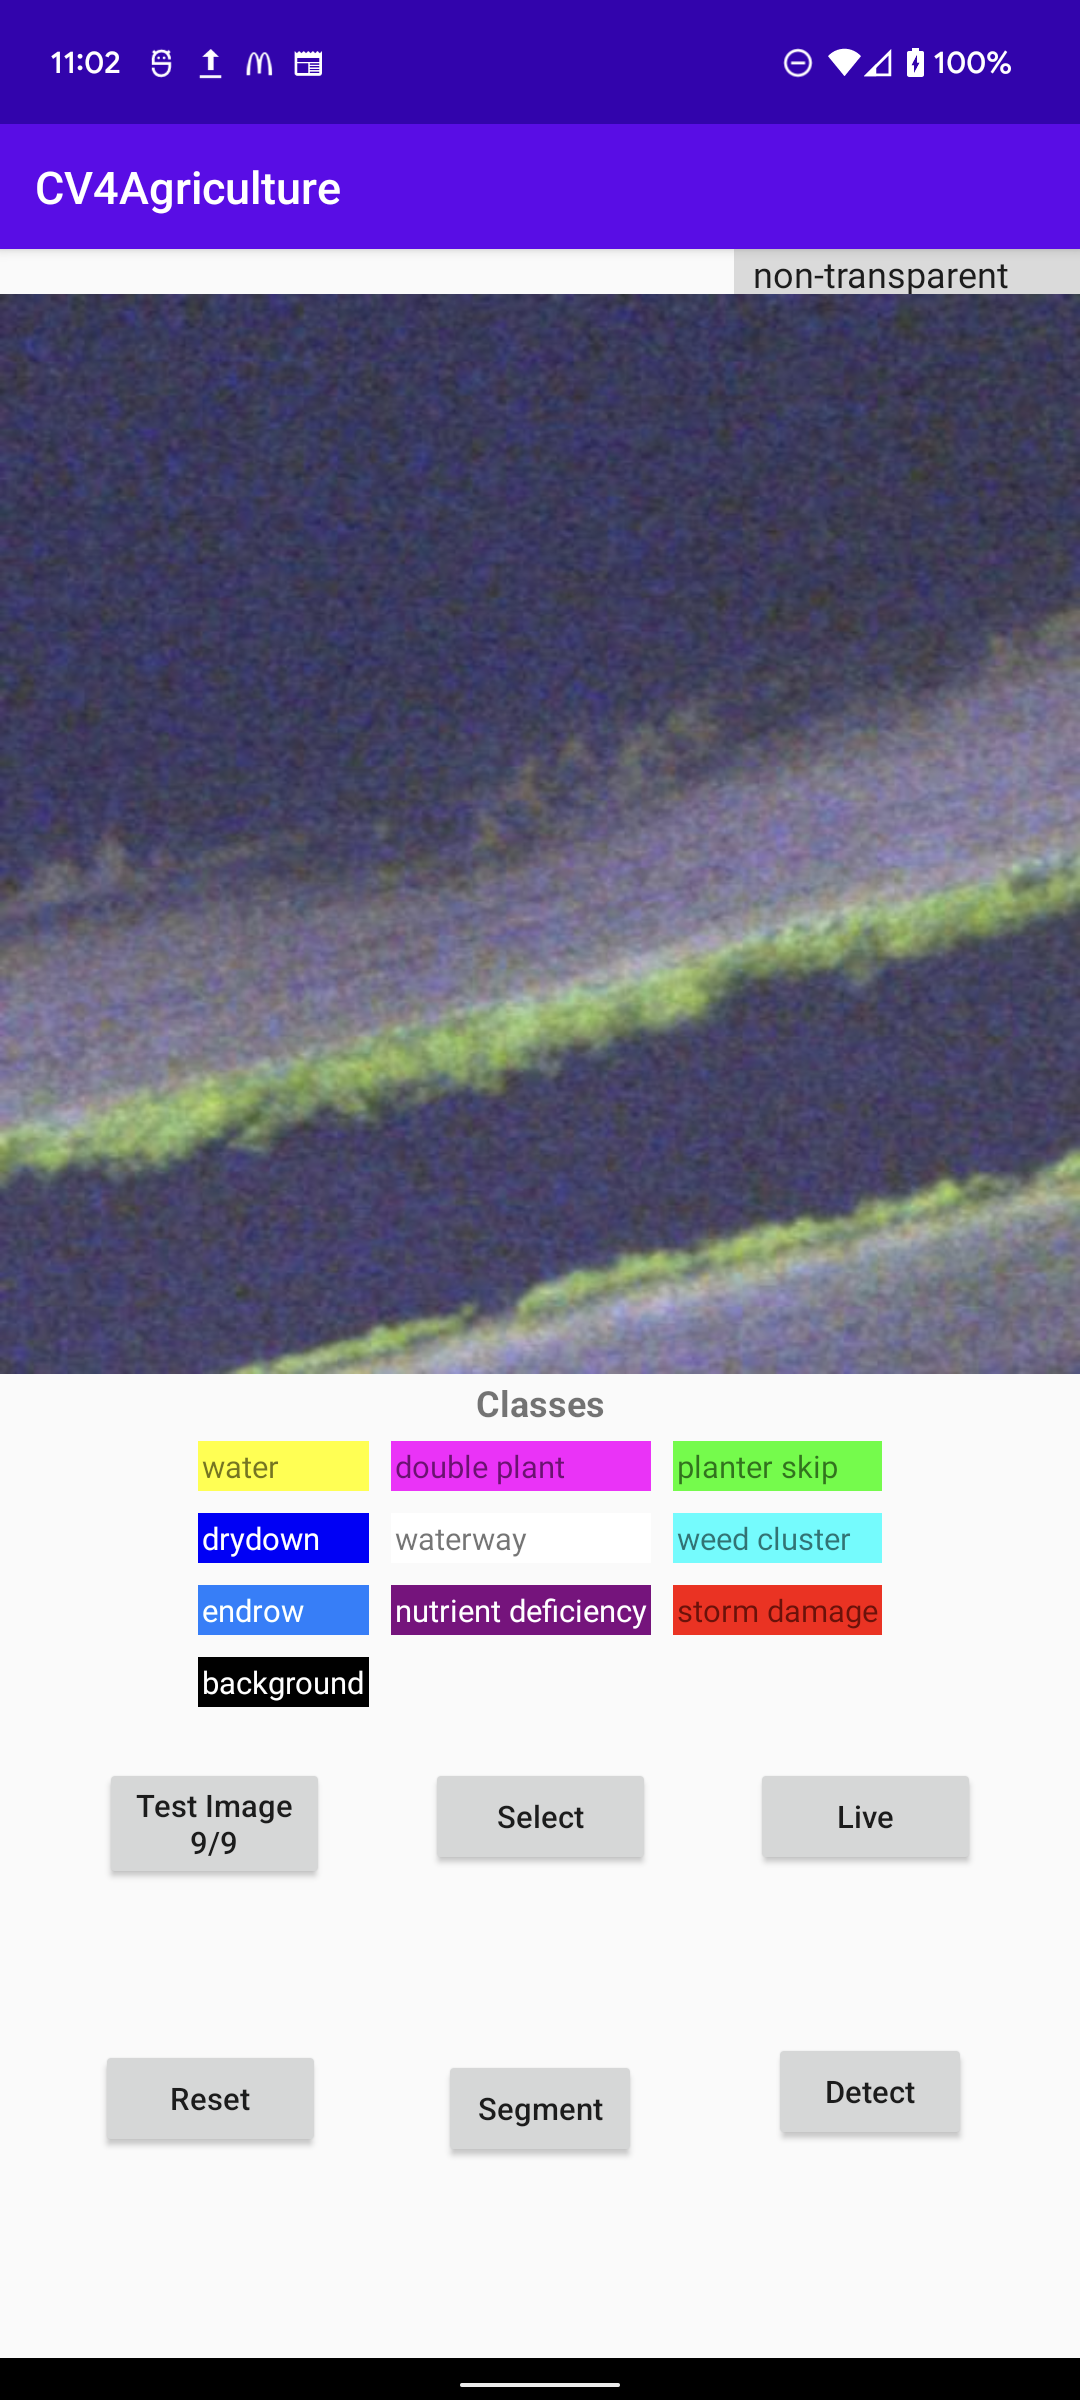 11:02 100%
CV4Agriculture
non-transparent
Classes
water double plant planter skip
drydown waterway weed cluster
endrow nutrient deficiency storm damage
background
Test Image
9/9
Select
Live
Reset
Segment
Detect